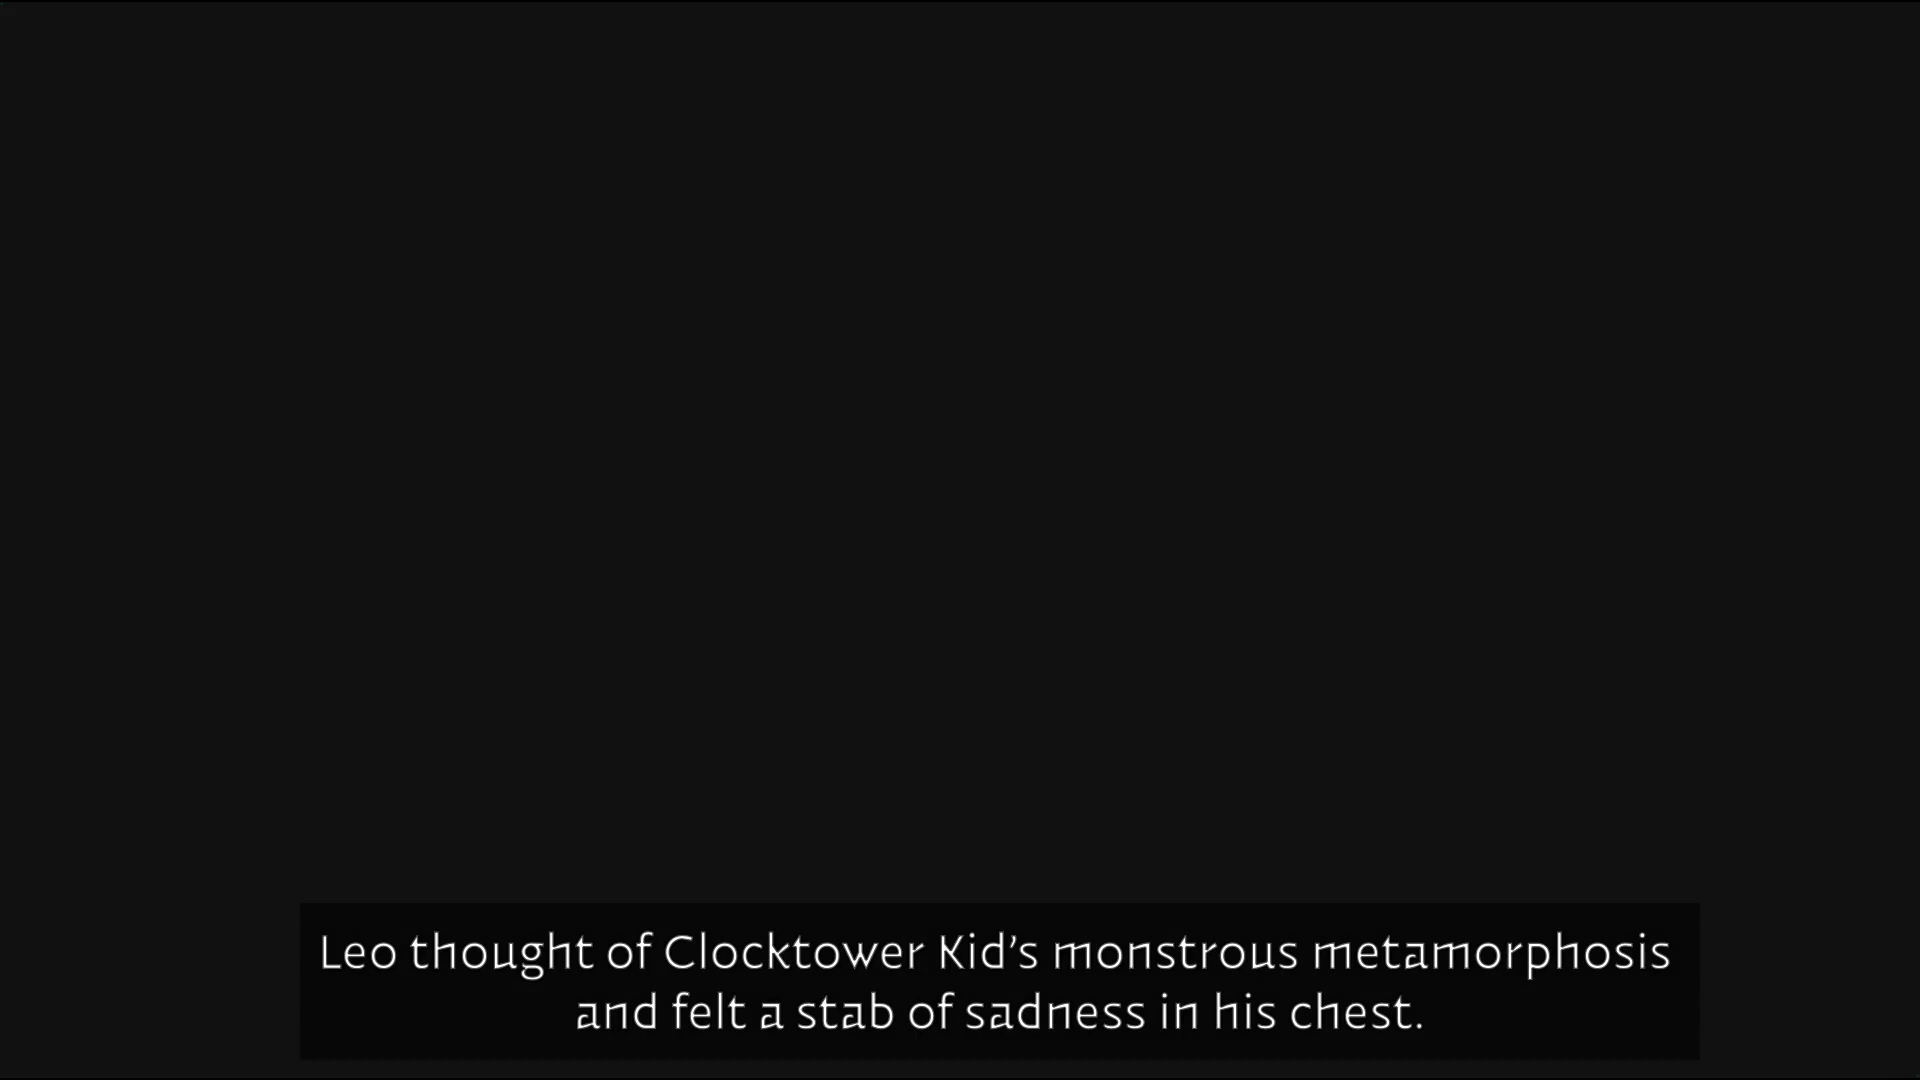 Leo thought of Clocktower Kid’s monstrous metamorphosis
and felt a stab of sadness in his chest.